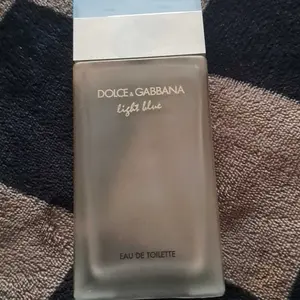 DOLCE & GABBANA
light blue
EAU DE TOILETTE